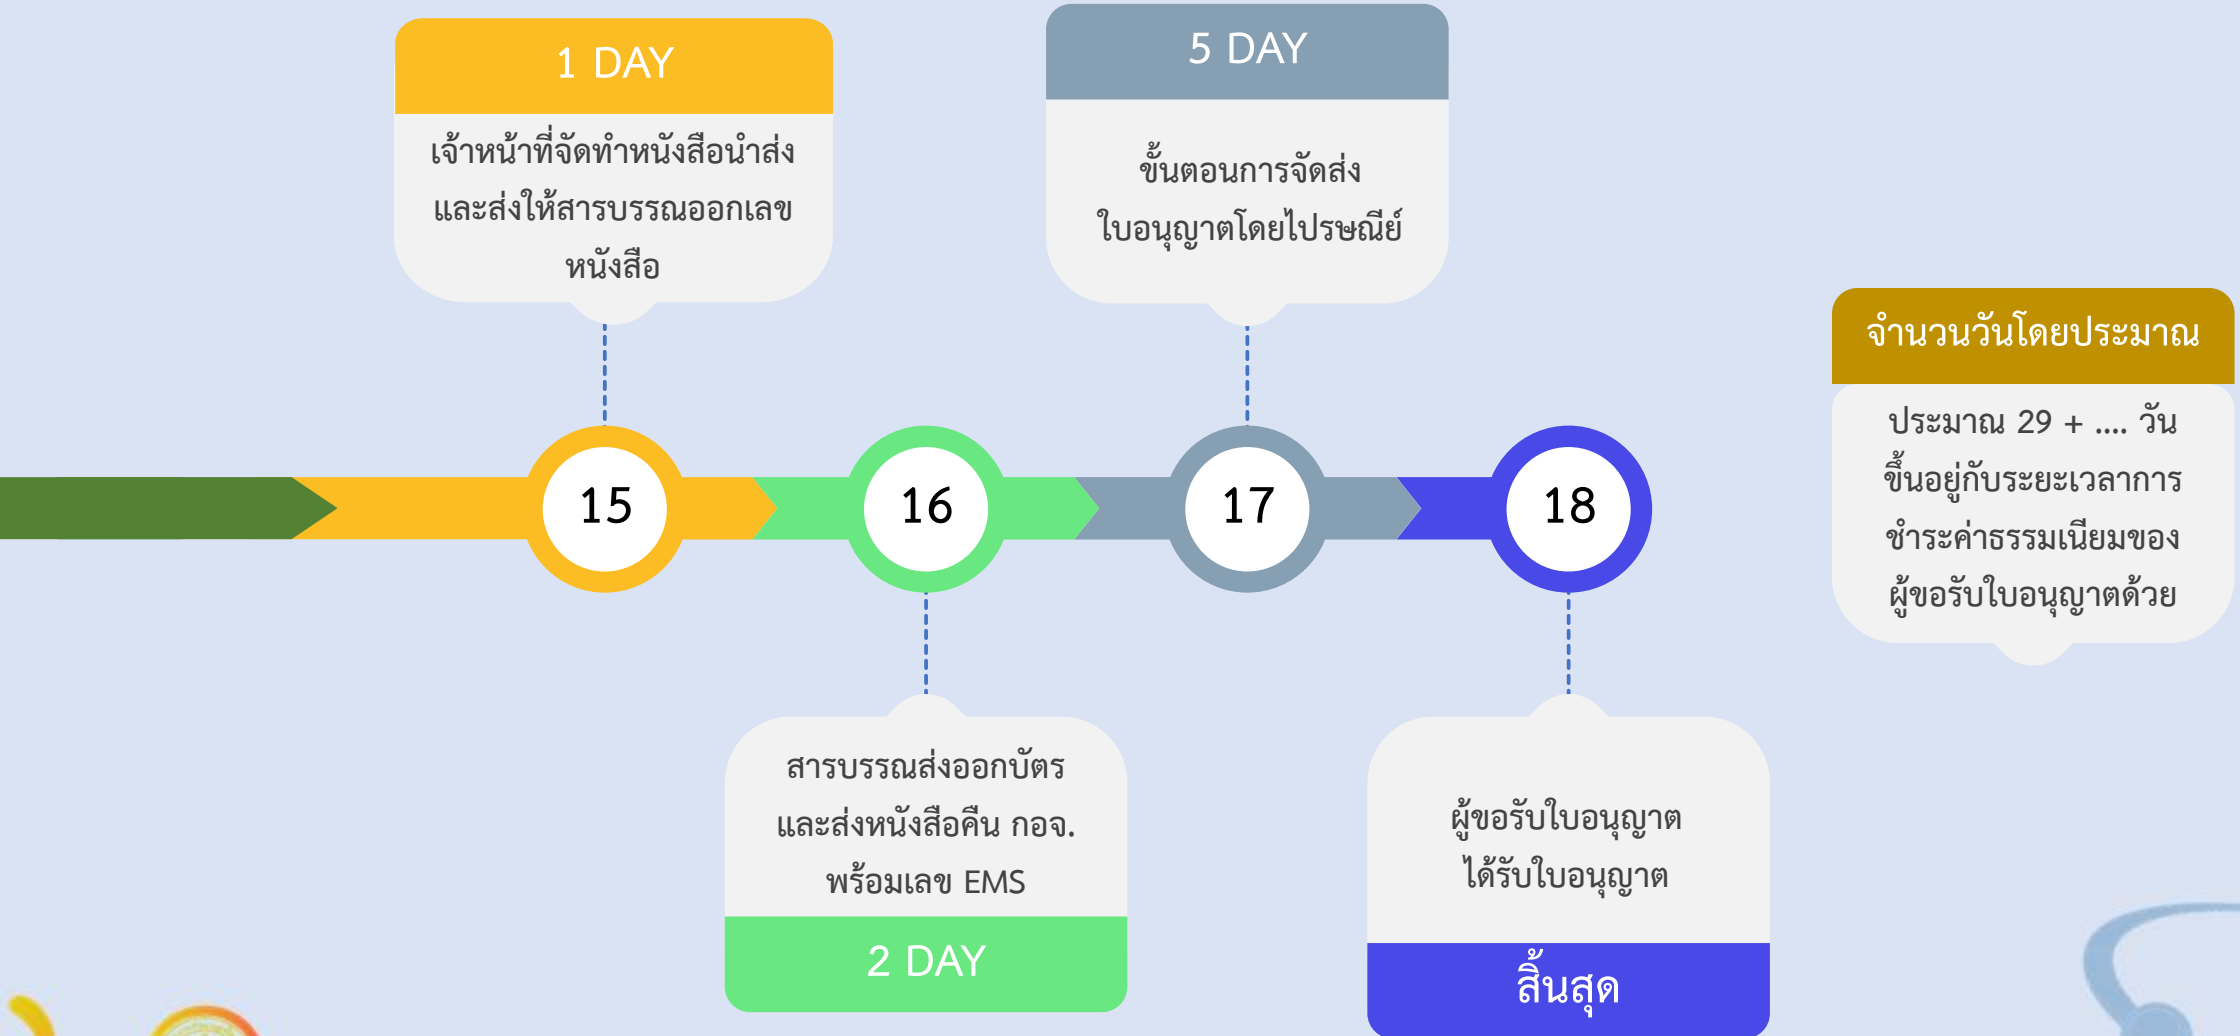 1 DAY
เจ้าหน้าที่จัดทำหนังสือนำส่ง
และส่งให้สารบรรณออกเลข
หนังสือ
5 DAY
ขั้นตอนการจัดส่ง
ใบอนุญาตโดยไปรษณีย์
จำนวนวันโดยประมาณ
ประมาณ 29 + .... วัน
ขึ้นอยู่กับระยะเวลาการ
ชำระค่าธรรมเนียมของ
ผู้ขอรับใบอนุญาตด้วย
15
16
17
18
สารบรรณส่งออกบัตร
และส่งหนังสือคืน กอจ.
พร้อมเลข EMS
2 DAY
ผู้ขอรับใบอนุญาต
ได้รับใบอนุญาต
สิ้นสุด